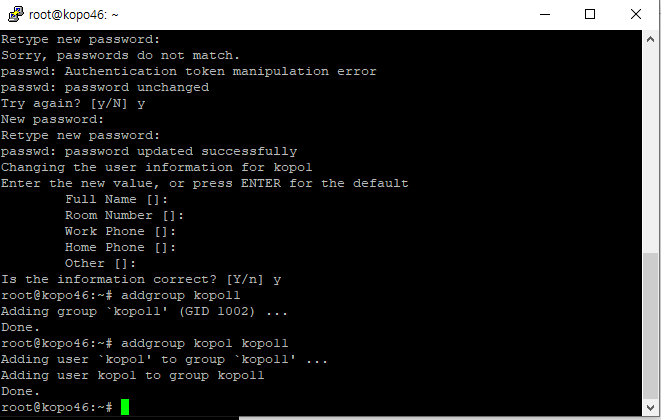 root@kopo46: ~
Retype new password:
Sorry, passwords do not match.
passwd: Authentication token manipulation error
passwd: password unchanged
Try again? [y/N] y
New password:
Retype new password:
passwd: password updated successfully
Changing the user information for kopo1
Enter the new value, or press ENTER for the default
Full Name []:
Room Number []:
Work Phone []:
Home Phone []:
Other []:
Is the information correct? [Y/n] y
root@kopo46:~# addgroup kopo11
Adding group `kopo11' (GID 1002) ...
Done.
root@kopo46:~# addgroup kopo1 kopo11
Adding user `kopo1' to group `kopo11' ...
Adding user kopo1 to group kopo11
Done.
root@kopo46:~#